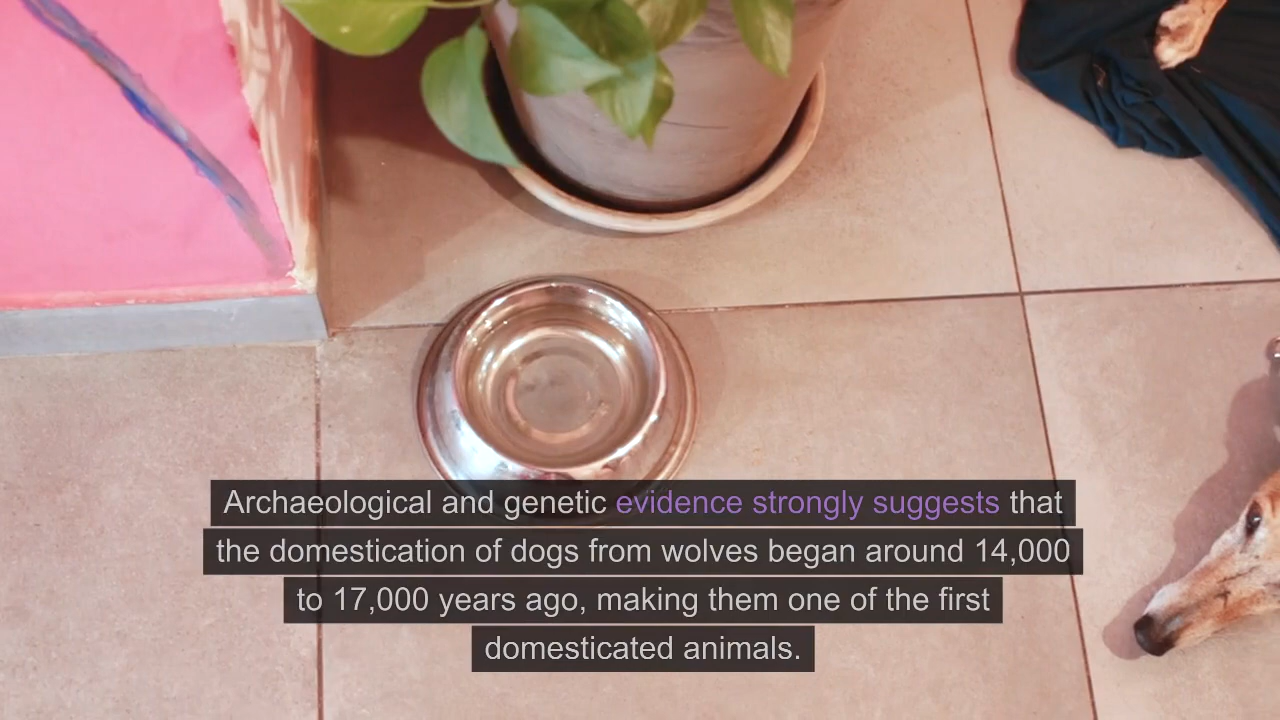 Archaeological and genetic evidence strongly suggests that
the domestication of dogs from wolves began around 14,000
to 17,000 years ago, making them one of the first
domesticated animals.